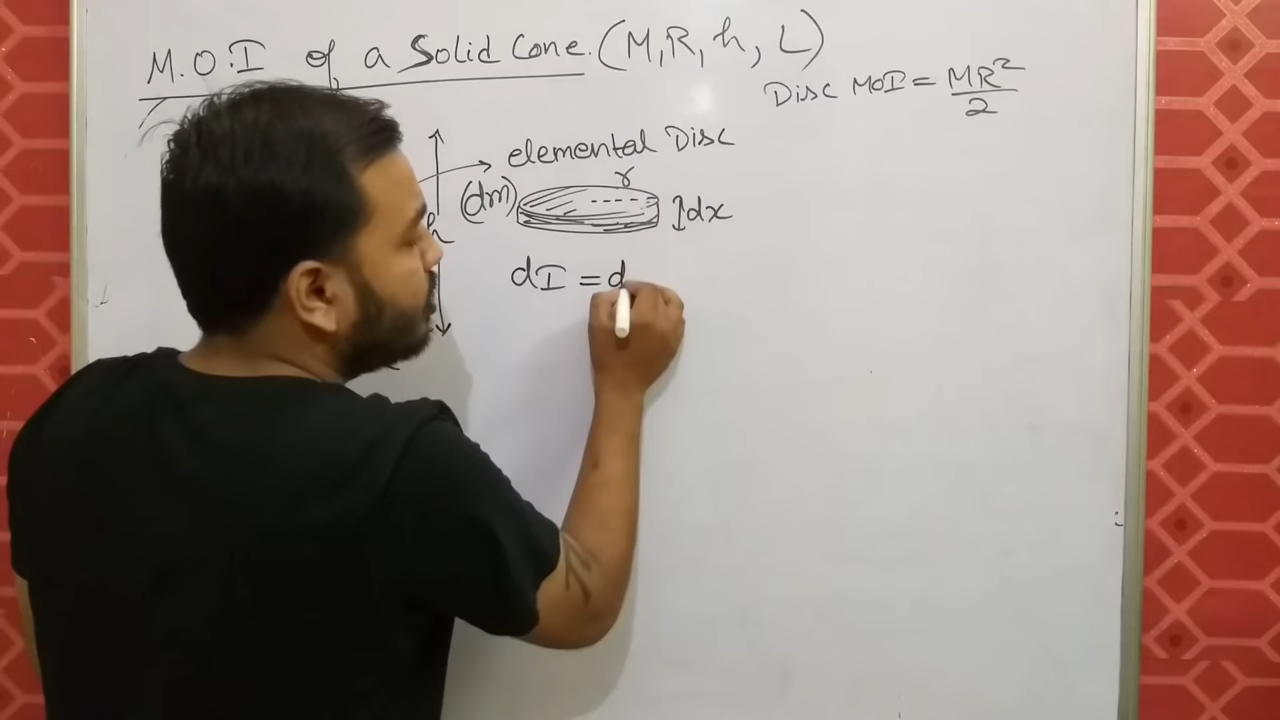 M.O.I of a Solid Cone. (M, R, h, L)
Disc MOI = MR²/2
elemental Disc
(dm)
r
dx
h
dI = d